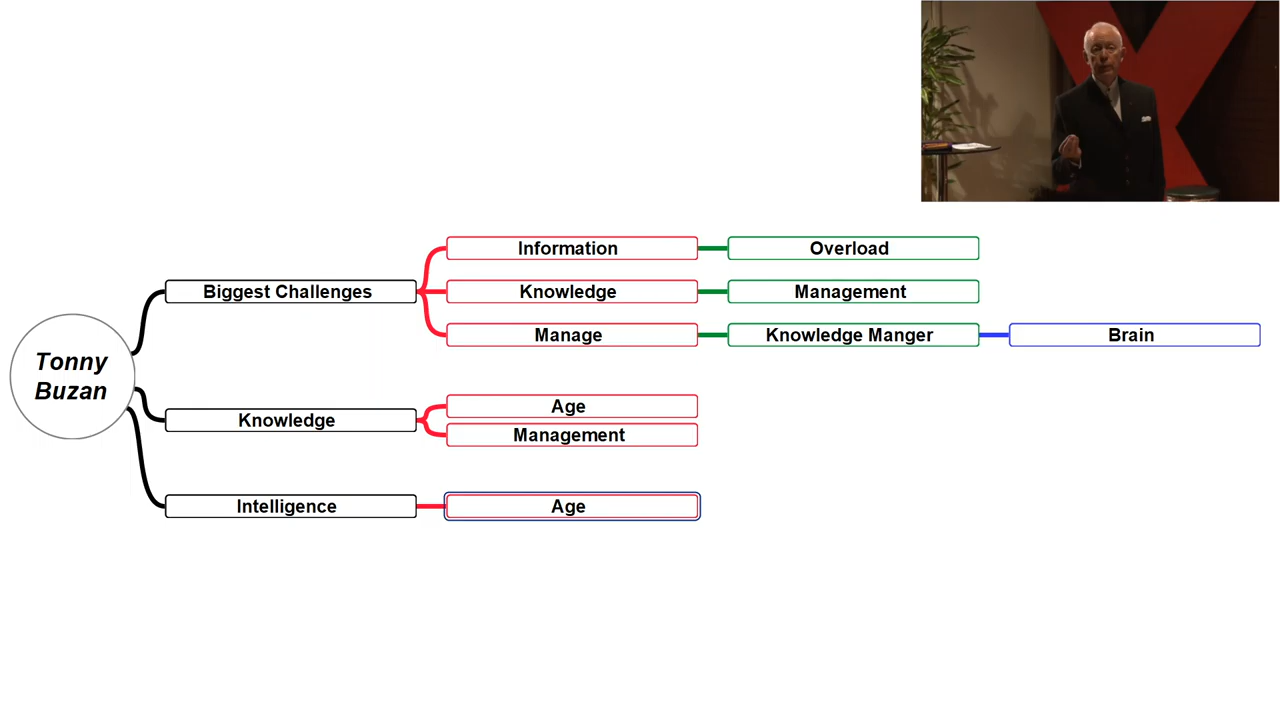 Tonny
Buzan
Biggest Challenges
Information
Overload
Knowledge
Management
Manage
Knowledge Manger
Brain
Knowledge
Age
Management
Intelligence
Age